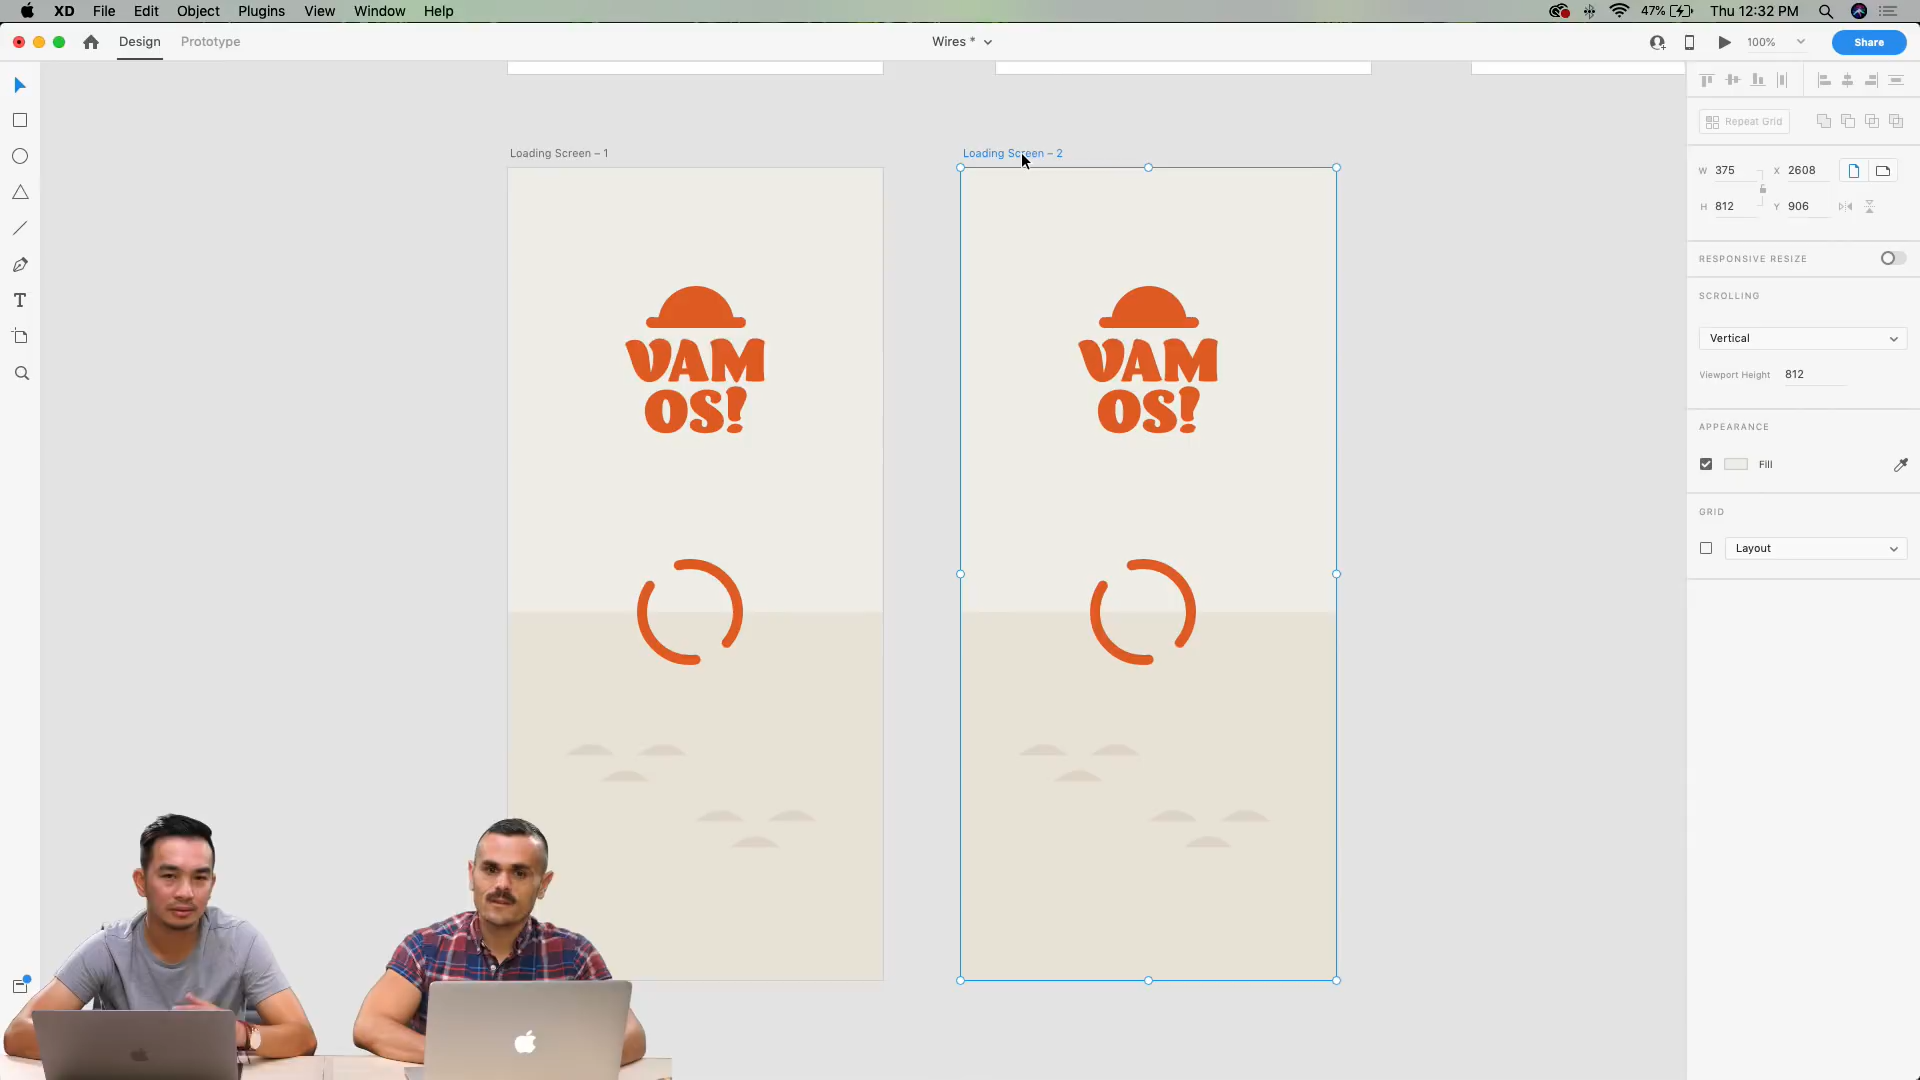 XD File Edit Object Plugins View Window Help
47% Thu 12:32 PM
Design Prototype
Wires *
100%
Share
Repeat Grid
Loading Screen – 1
Loading Screen – 2
W 375 X 2608
H 812 Y 906
RESPONSIVE RESIZE
SCROLLING
Vertical
Viewport Height 812
APPEARANCE
Fill
GRID
Layout
VAM
OS!
VAM
OS!
T